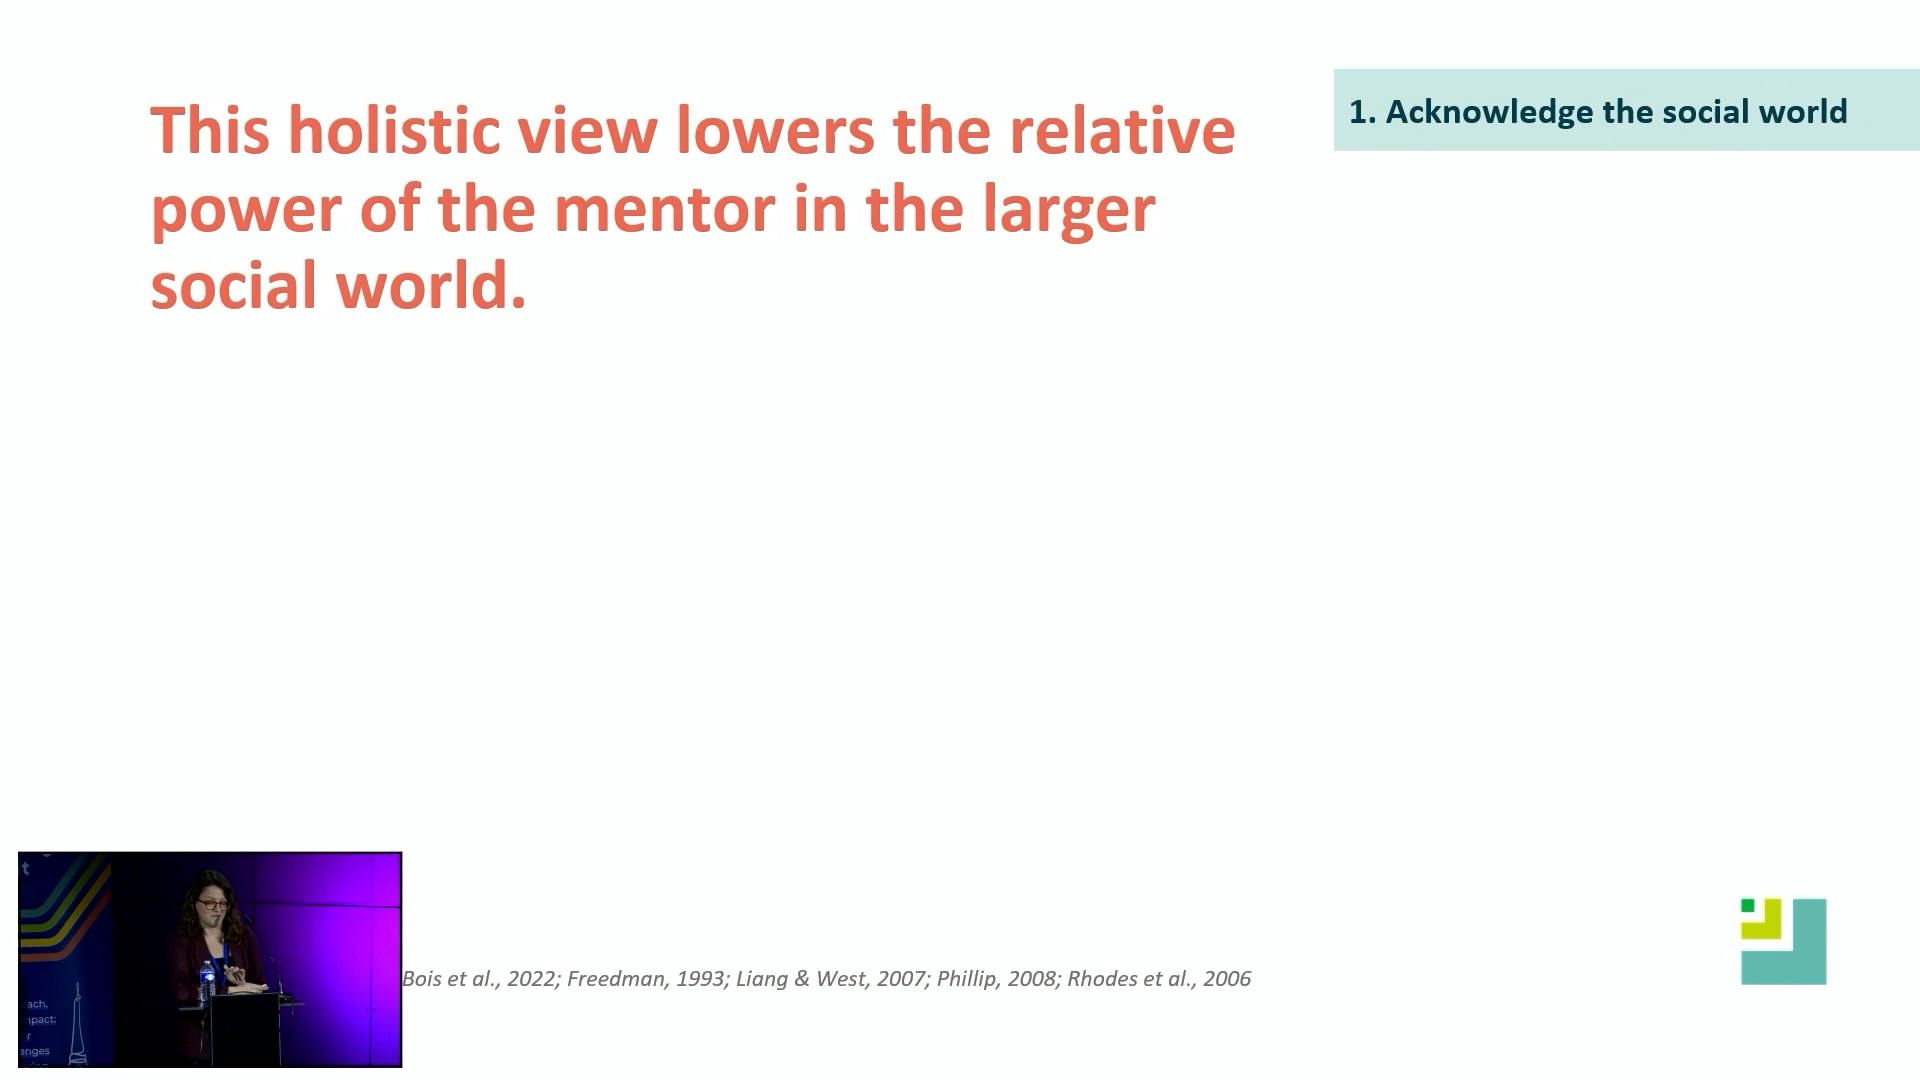 This holistic view lowers the relative
power of the mentor in the larger
social world.
1. Acknowledge the social world
Bois et al., 2022; Freedman, 1993; Liang & West, 2007; Phillip, 2008; Rhodes et al., 2006